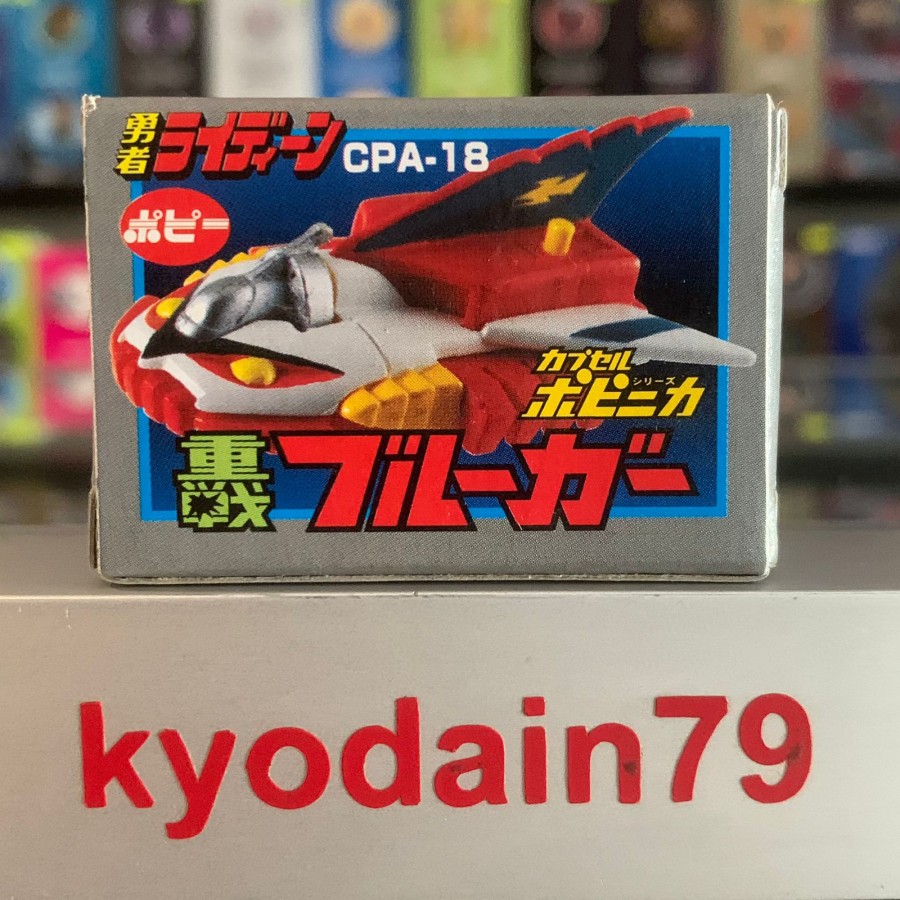 勇者ライディーン
CPA-18
ポピー
カプセル
ポピニカ
シリーズ
重戦ブルーガー
kyodain79